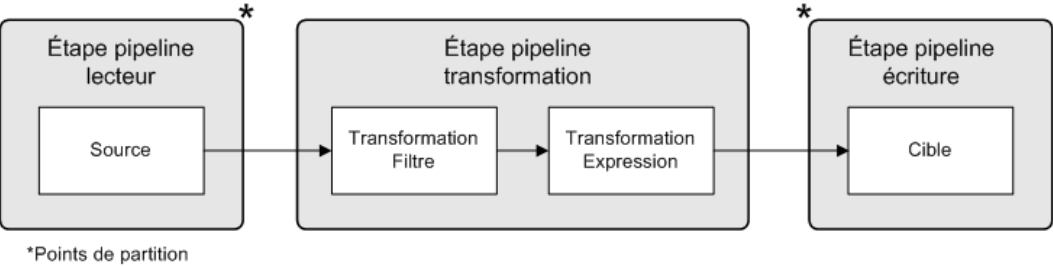 *
*
Étape pipeline
lecteur
Étape pipeline
transformation
Étape pipeline
écriture
Source
Transformation
Filtre
Transformation
Expression
Cible
*Points de partition